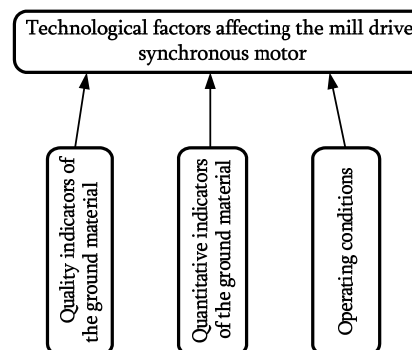 Technological factors affecting the mill drive
synchronous motor
Quality indicators of
the ground material
Quantitative indicators
of the ground material
Operating conditions